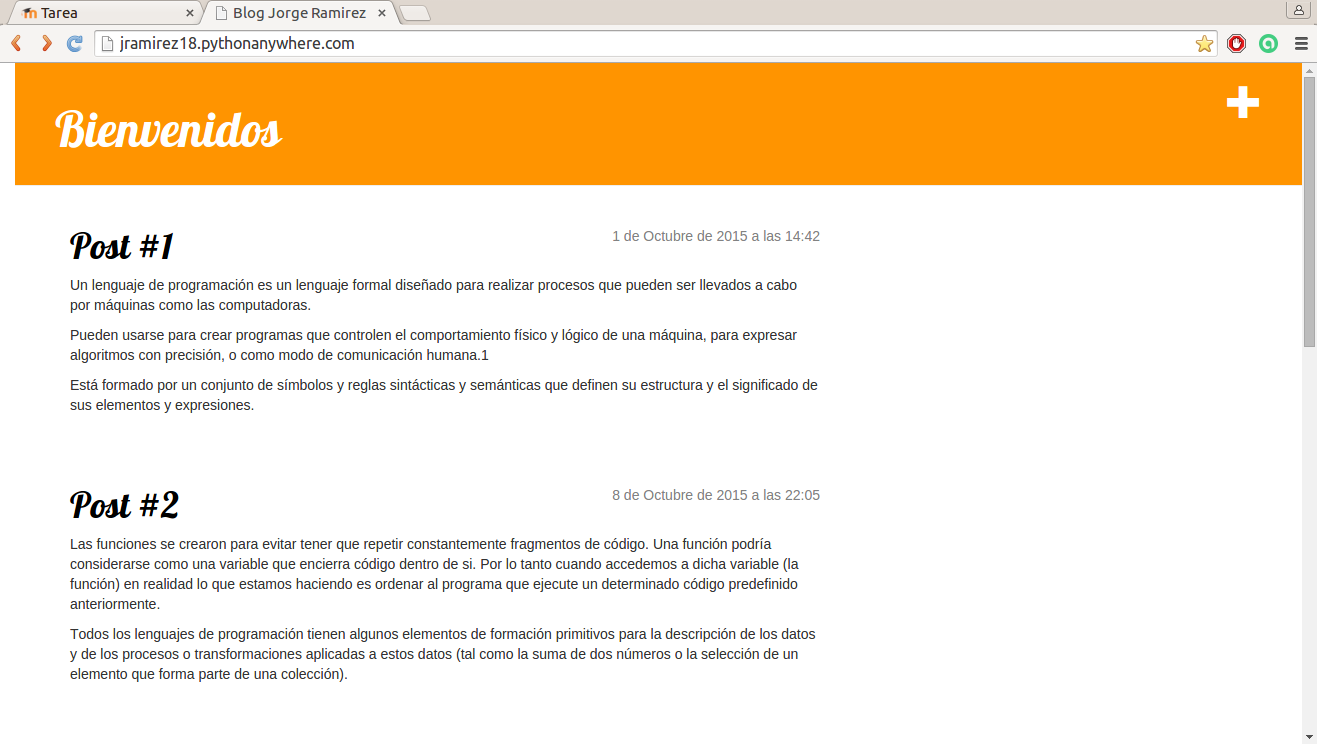 Tarea
Blog Jorge Ramirez
jramirez18.pythonanywhere.com
Bienvenidos
Post #1
1 de Octubre de 2015 a las 14:42
Un lenguaje de programación es un lenguaje formal diseñado para realizar procesos que pueden ser llevados a cabo
por máquinas como las computadoras.
Pueden usarse para crear programas que controlen el comportamiento físico y lógico de una máquina, para expresar
algoritmos con precisión, o como modo de comunicación humana.1
Está formado por un conjunto de símbolos y reglas sintácticas y semánticas que definen su estructura y el significado de
sus elementos y expresiones.
Post #2
8 de Octubre de 2015 a las 22:05
Las funciones se crearon para evitar tener que repetir constantemente fragmentos de código. Una función podría
considerarse como una variable que encierra código dentro de si. Por lo tanto cuando accedemos a dicha variable (la
función) en realidad lo que estamos haciendo es ordenar al programa que ejecute un determinado código predefinido
anteriormente.
Todos los lenguajes de programación tienen algunos elementos de formación primitivos para la descripción de los datos
y de los procesos o transformaciones aplicadas a estos datos (tal como la suma de dos números o la selección de un
elemento que forma parte de una colección).